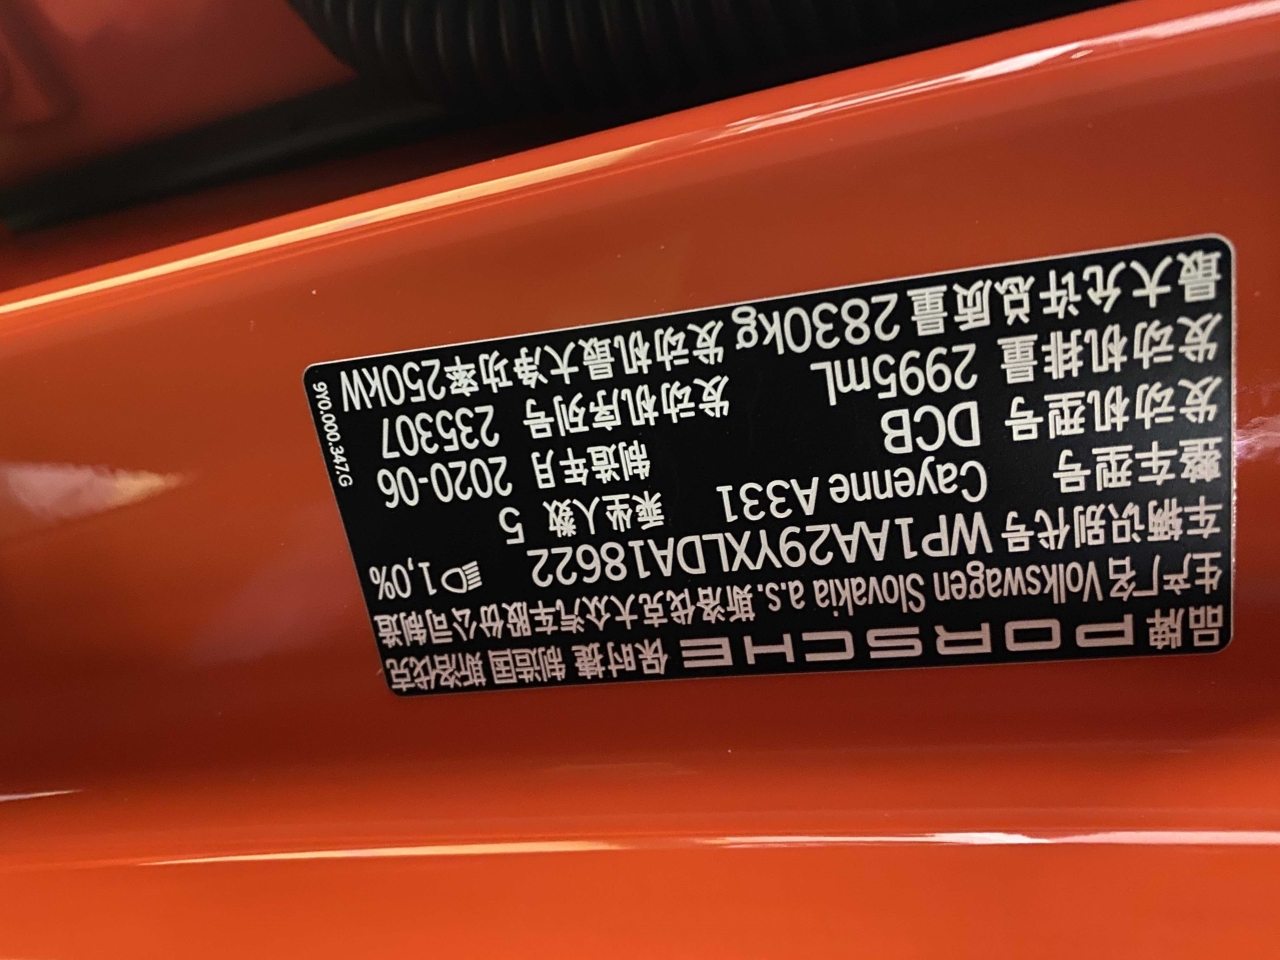 品牌 PORSCHE 保时捷 制造国 斯洛伐克
生产厂名 Volkswagen Slovakia a.s. 斯洛伐克大众汽车股份公司制造
车辆识别代号 WP1AA29YXLDA18622 1,0%
整车型号 Cayenne A331 乘坐人数 5
发动机型号 DCB 制造年月 2020-06
发动机排量 2995mL 发动机序列号 235307
最大允许总质量 2830kg 发动机最大净功率250kW
9Y0.000.347.G